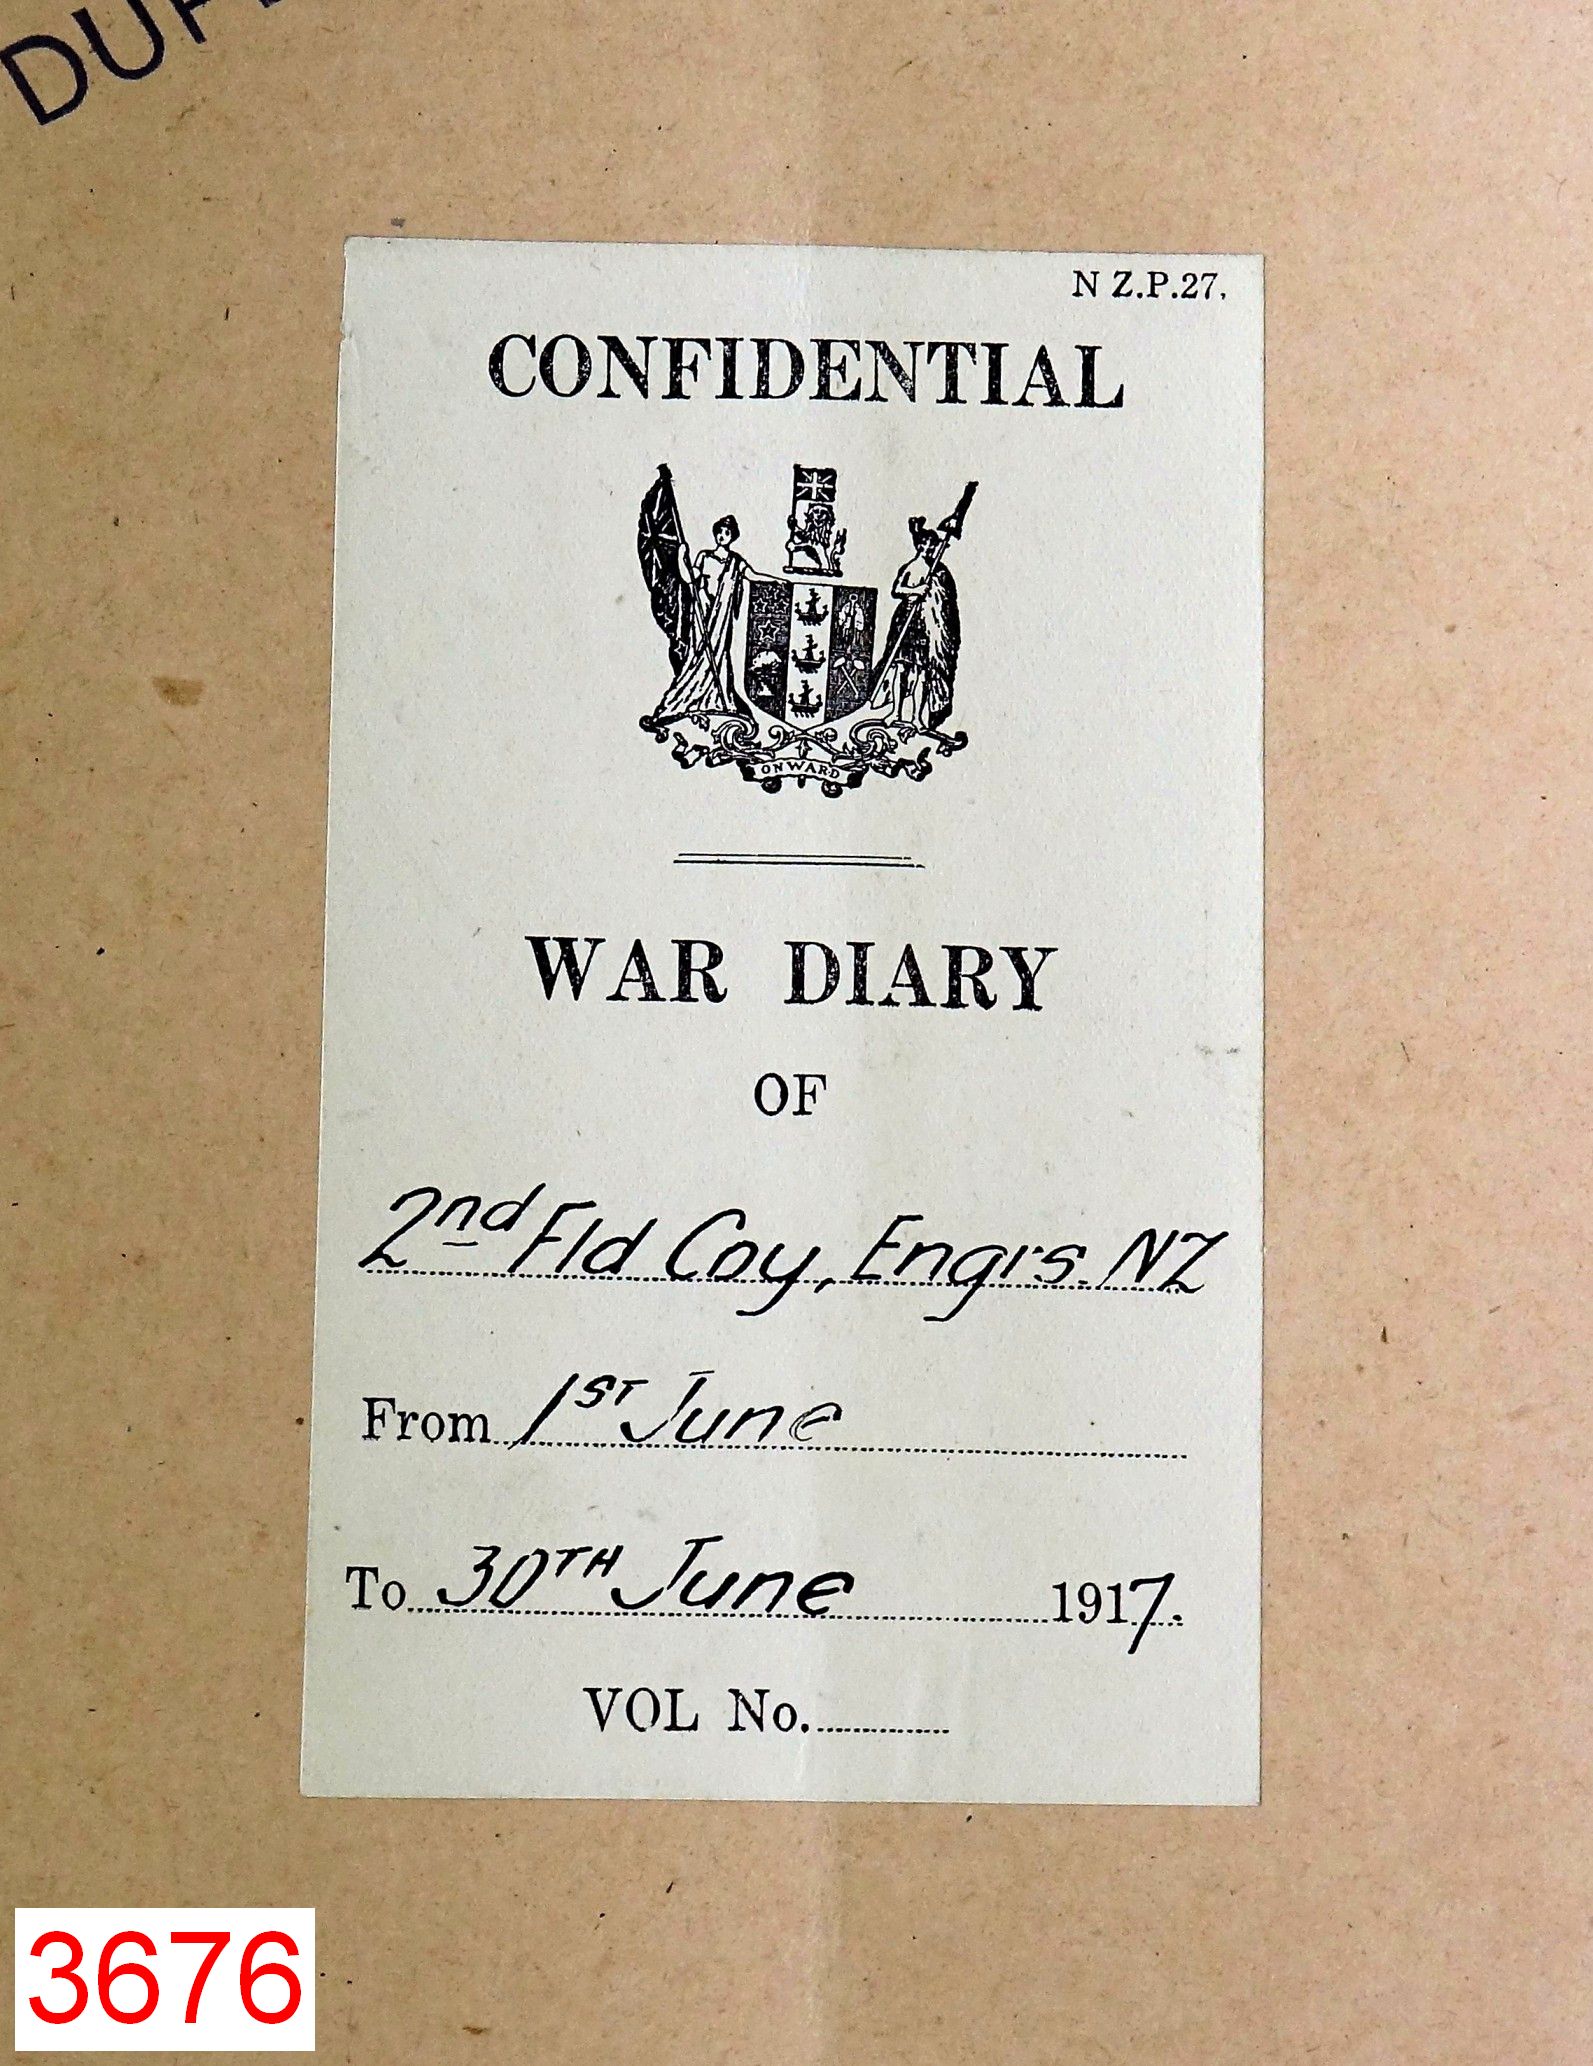 N Z.P.27.
CONFIDENTIAL
ONWARD
WAR DIARY
OF
2nd Fld Coy, Engrs. NZ
From 1ST June
To 30TH June 1917.
VOL No.
3676